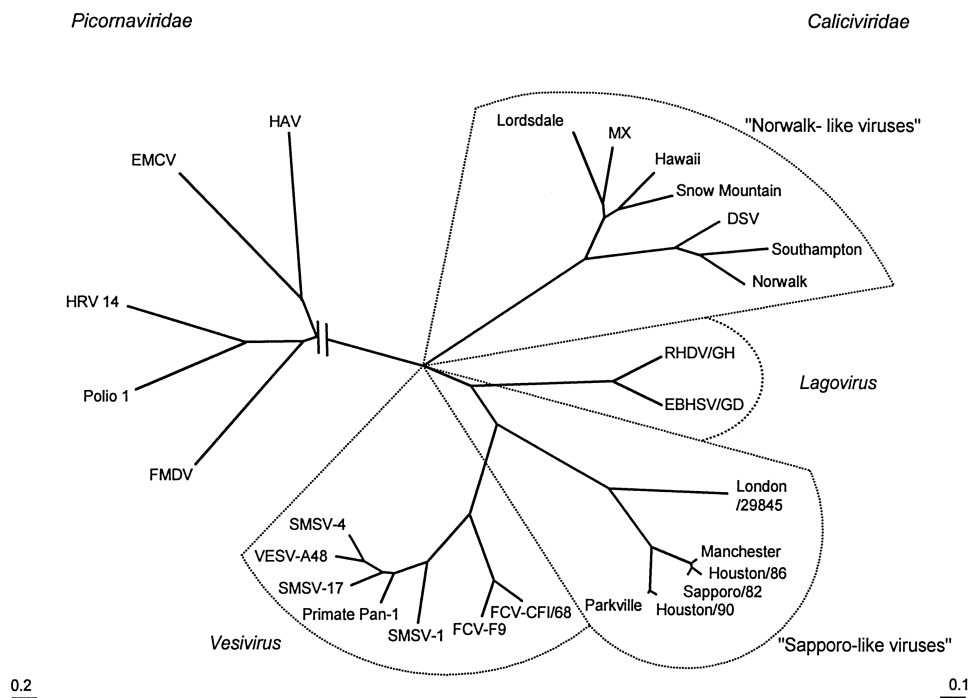 Picornaviridae
Caliciviridae
HAV
Lordsdale
"Norwalk- like viruses"
MX
EMCV
Hawaii
Snow Mountain
DSV
Southampton
Norwalk
HRV 14
RHDV/GH
Lagovirus
Polio 1
EBHSV/GD
FMDV
London
/29845
SMSV-4
VESV-A48
Manchester
Houston/86
SMSV-17
Sapporo/82
Primate Pan-1
Parkville
Houston/90
FCV-CFI/68
FCV-F9
SMSV-1
Vesivirus
"Sapporo-like viruses"
0.2
0.1